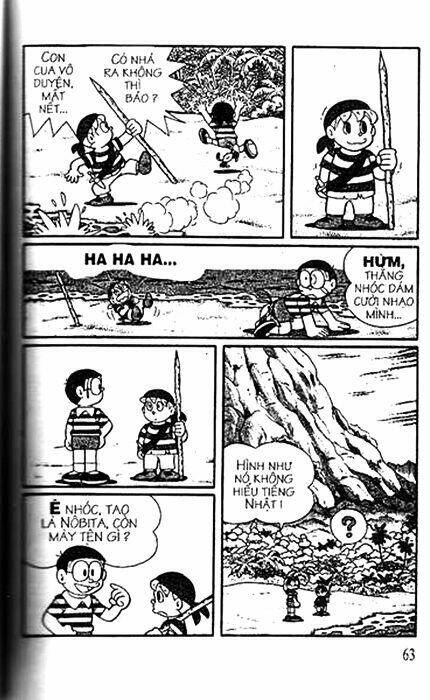 CON
CUA VÔ
DUYÊN,
MẤT
NẾT...
CÓ NHẢ
RA KHÔNG
THÌ
BẢO?
HA HA HA...
HỪM,
THẰNG
NHÓC DÁM
CƯỜI NHẠO
MÌNH...
Ê NHÓC, TAO
LÀ NÔBITA, CÒN
MÀY TÊN GÌ?
HÌNH NHƯ
NÓ KHÔNG
HIỂU TIẾNG
NHẬT!
?
63